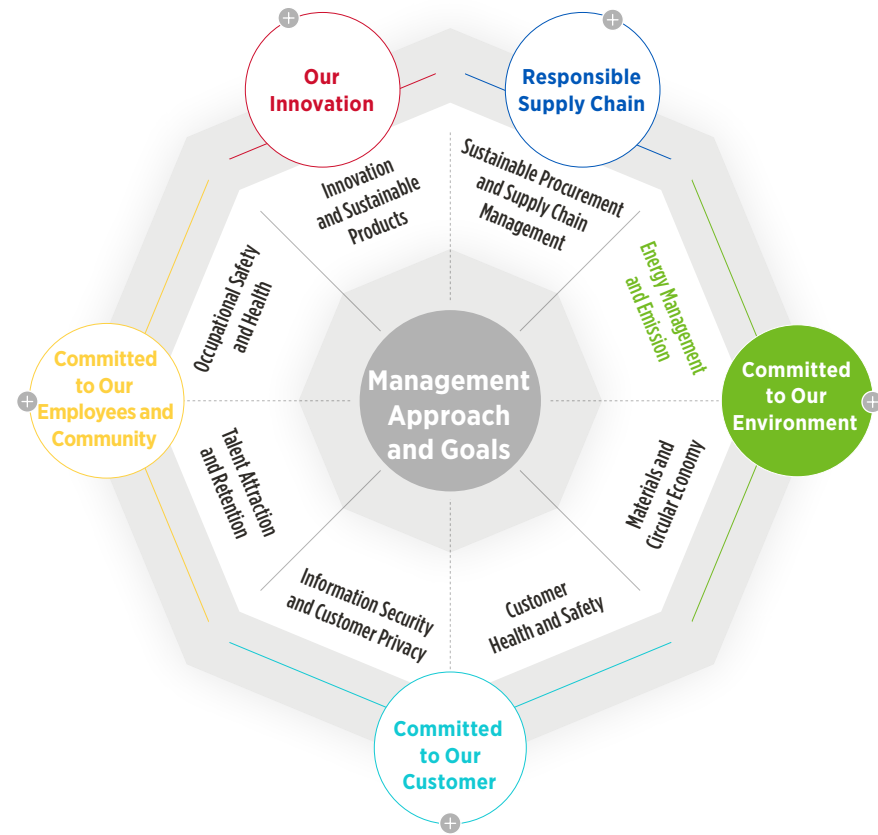 Our
Innovation
Responsible
Supply Chain
Innovation
and Sustainable
Products
Sustainable Procurement
and Supply Chain
Management
Occupational Safety
and Health
Energy Management
and Emission
Committed
to Our
Employees and
Community
Management
Approach
and Goals
Committed
to Our
Environment
Talent Attraction
and Retention
Materials and
Circular Economy
Information Security
and Customer Privacy
Customer
Health and Safety
Committed
to Our
Customer